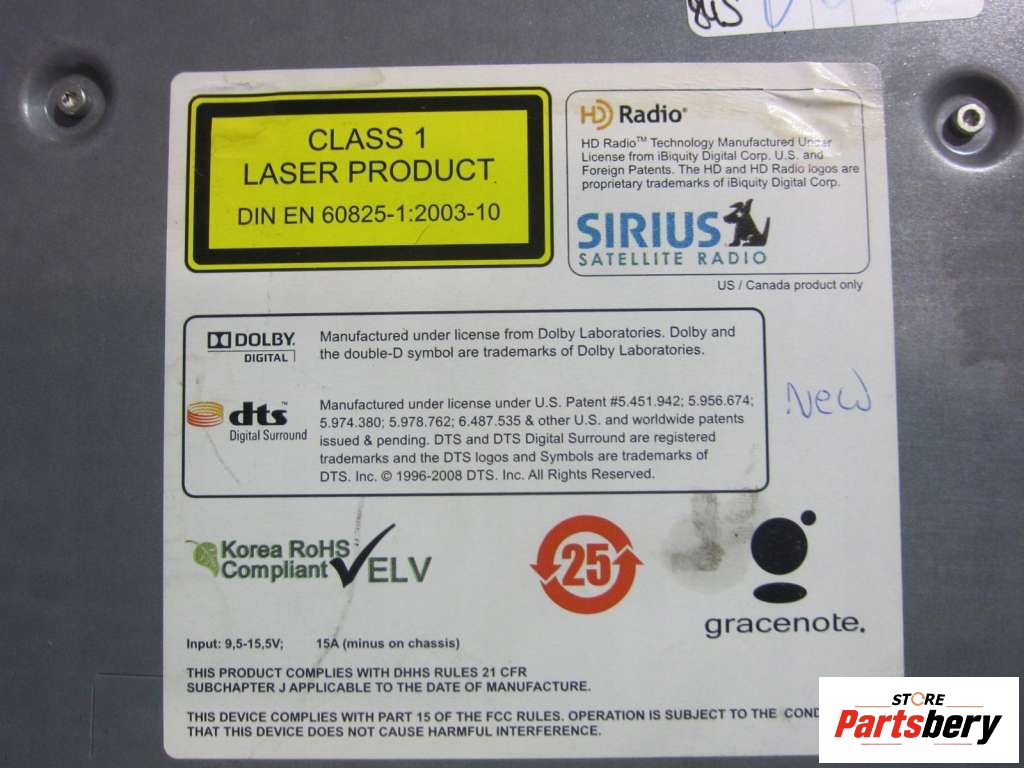 CLASS 1
LASER PRODUCT
DIN EN 60825-1:2003-10
HD Radio®
HD Radio™ Technology Manufactured Under
License from iBiquity Digital Corp. U.S. and
Foreign Patents. The HD and HD Radio logos are
proprietary trademarks of iBiquity Digital Corp.
SIRIUS
SATELLITE RADIO
US / Canada product only
DOLBY
DIGITAL
Manufactured under license from Dolby Laboratories. Dolby and
the double-D symbol are trademarks of Dolby Laboratories.
dts™
Digital Surround
Manufactured under license under U.S. Patent #5.451.942; 5.956.674;
5.974.380; 5.978.762; 6.487.535 & other U.S. and worldwide patents
issued & pending. DTS and DTS Digital Surround are registered
trademarks and the DTS logos and Symbols are trademarks of
DTS. Inc. © 1996-2008 DTS. Inc. All Rights Reserved.
New
Korea RoHS
Compliant
ELV
25
gracenote.
Input: 9,5-15,5V; 15A (minus on chassis)
THIS PRODUCT COMPLIES WITH DHHS RULES 21 CFR
SUBCHAPTER J APPLICABLE TO THE DATE OF MANUFACTURE.
THIS DEVICE COMPLIES WITH PART 15 OF THE FCC RULES. OPERATION IS SUBJECT TO THE COND
THAT THIS DEVICE DOES NOT CAUSE HARMFUL INTERFERENCE.
STORE
Partsbery